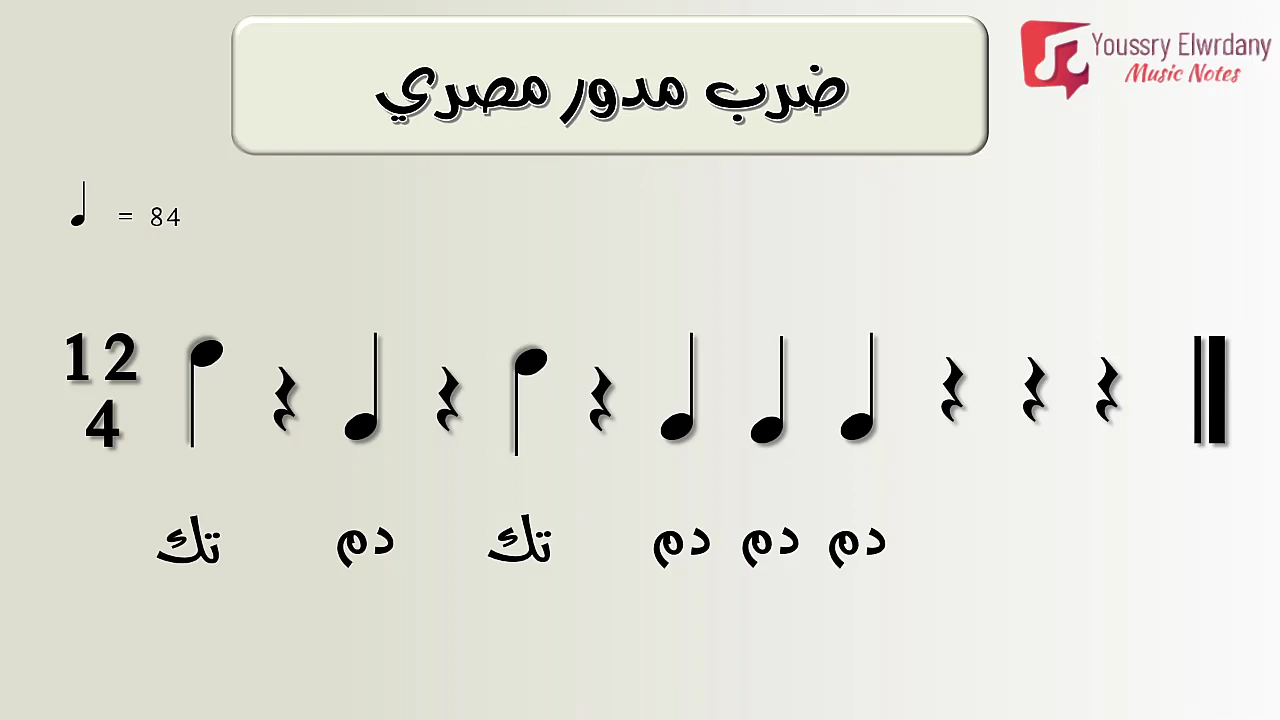 ضرب مدور مصري
Youssry Elwrdany
Music Notes
= 84
12
4
تك دم تك دم دم دم